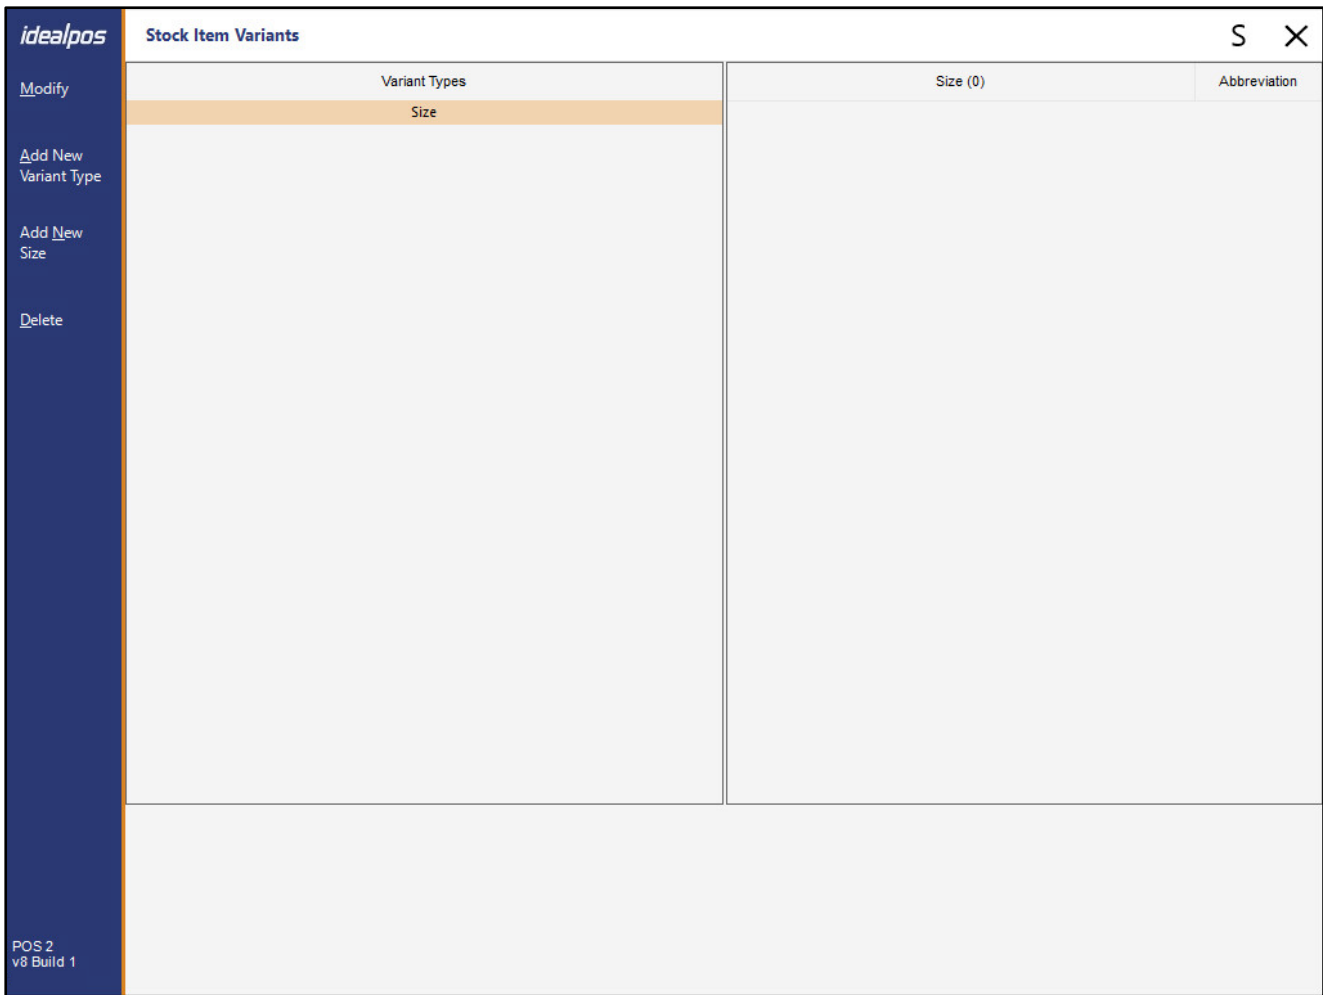 idealpos
Stock Item Variants
S
Modify
Add New
Variant Type
Add New
Size
Delete
Variant Types
Size
Size (0)
Abbreviation
POS 2
v8 Build 1